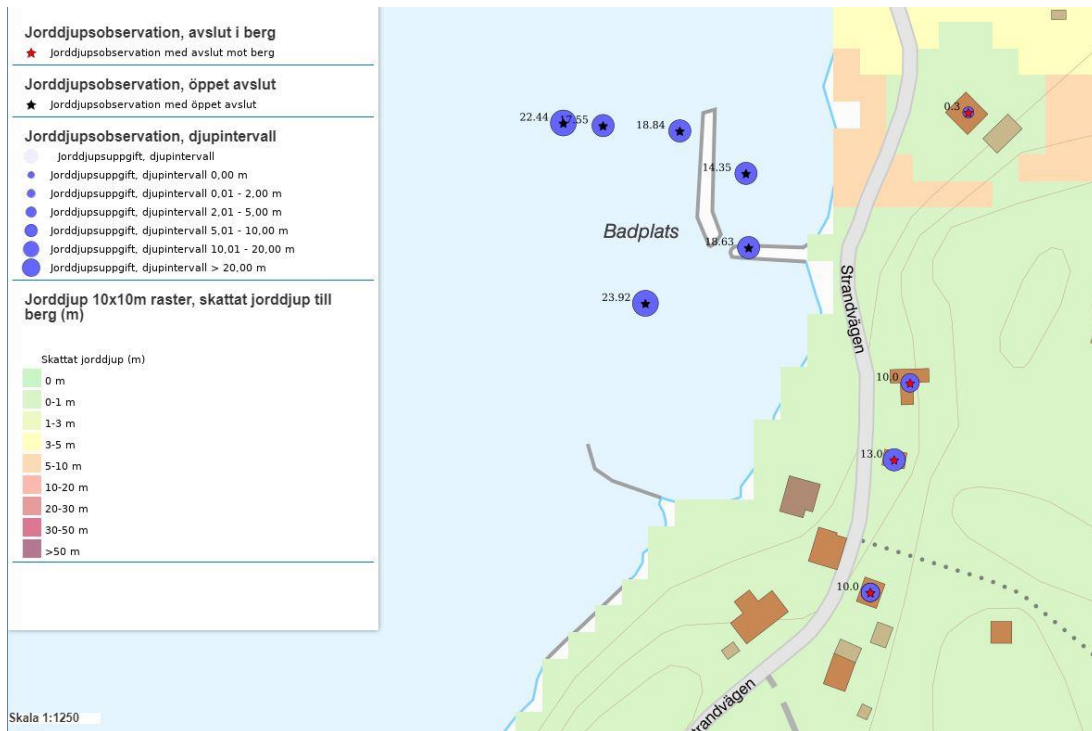 Jorddjupsobservation, avslut i berg
Jorddjupsobservation med avslut mot berg
Jorddjupsobservation, öppet avslut
Jorddjupsobservation med öppet avslut
Jorddjupsobservation, djupintervall
Jorddjupsuppgift, djupintervall
Jorddjupsuppgift, djupintervall 0,00 m
Jorddjupsuppgift, djupintervall 0,01 - 2,00 m
Jorddjupsuppgift, djupintervall 2,01 - 5,00 m
Jorddjupsuppgift, djupintervall 5,01 - 10,00 m
Jorddjupsuppgift, djupintervall 10,01 - 20,00 m
Jorddjupsuppgift, djupintervall > 20,00 m
Jorddjup 10x10m raster, skattat jorddjup till
berg (m)
Skattat jorddjup (m)
0 m
0-1 m
1-3 m
3-5 m
5-10 m
10-20 m
20-30 m
30-50 m
>50 m
Skala 1:1250
0.3
22.44
17.55
18.84
14.35
Badplats
18.63
23.92
Strandvägen
10.0
13.0
10.0
Strandvägen